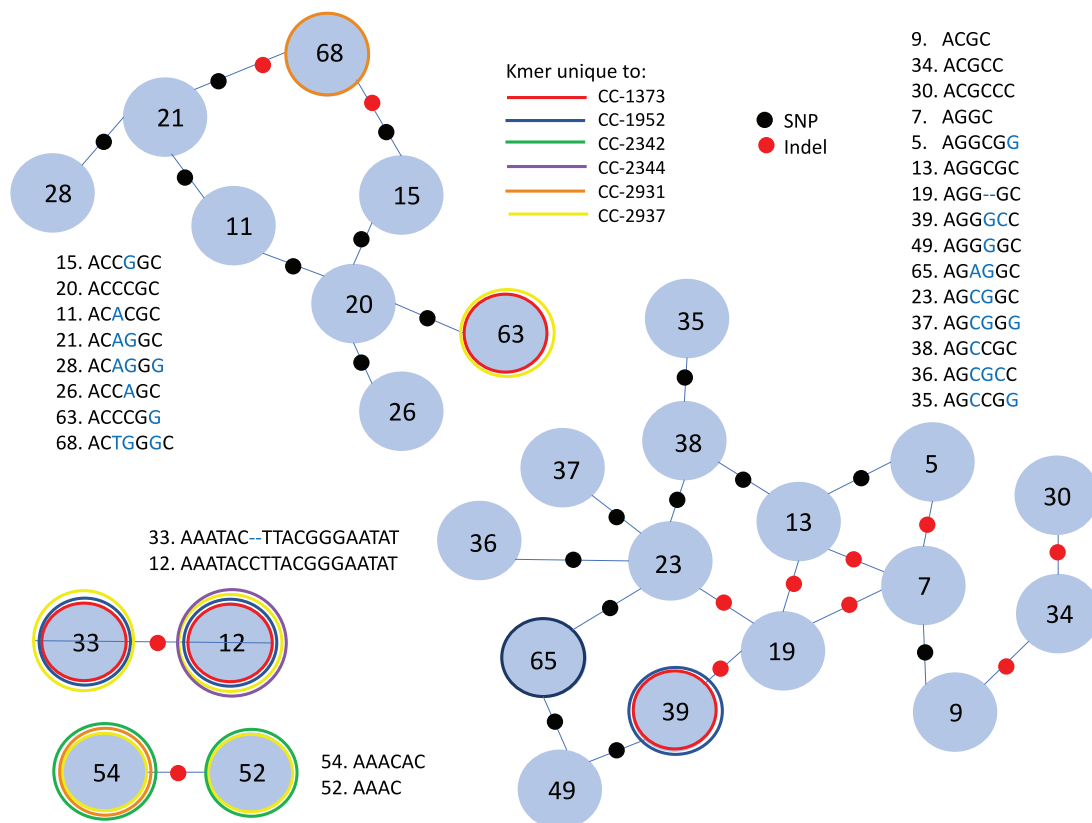 68
21
28
11
15
20
63
26
15. ACCGGC
20. ACCCGC
11. ACACGC
21. ACAGGC
28. ACAGGG
26. ACCAGC
63. ACCCGG
68. ACTGGGC
Kmer unique to:
CC-1373
CC-1952
CC-2342
CC-2344
CC-2931
CC-2937
SNP
Indel
9. ACGC
34. ACGCC
30. ACGCCC
7. AGGC
5. AGGCGG
13. AGGCGC
19. AGG--GC
39. AGGGCC
49. AGGGGC
65. AGAGGC
23. AGCGGC
37. AGCGGG
38. AGCCGC
36. AGCGCC
35. AGCCGG
35
38
37
36
23
13
5
30
7
34
19
65
39
9
49
33. AAATAC--TTACGGGAATAT
12. AAATACCTTACGGGAATAT
33
12
54
52
54. AAACAC
52. AAAC